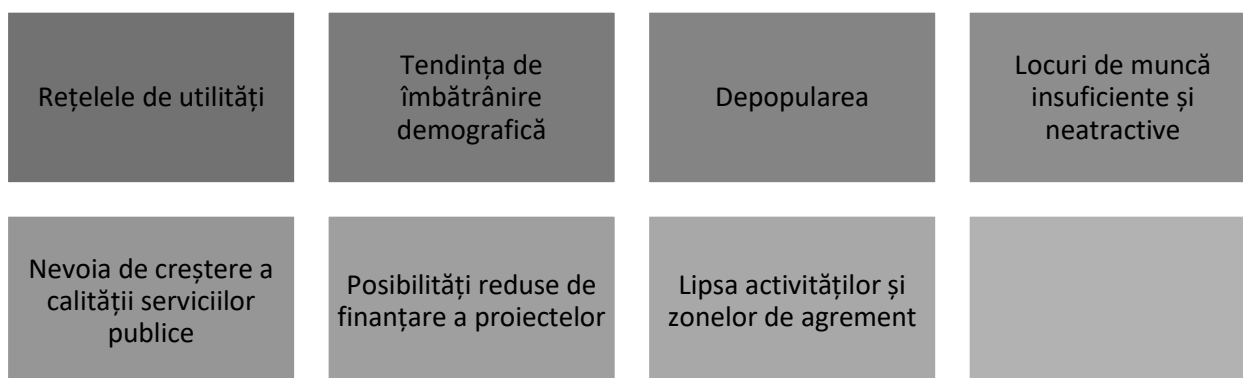 Rețelele de utilități
Tendința de
îmbătrânire
demografică
Depopularea
Locuri de muncă
insuficiente și
neatractive
Nevoia de creștere a
calității serviciilor
publice
Posibilități reduse de
finanțare a proiectelor
Lipsa activităților și
zonelor de agrement